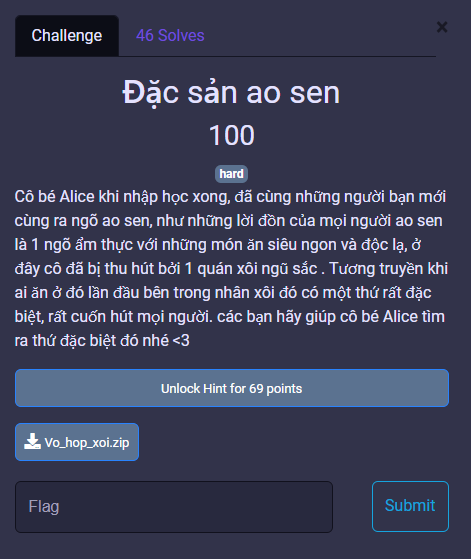 Challenge
46 Solves
×
Đặc sản ao sen
100
hard
Cô bé Alice khi nhập học xong, đã cùng những người bạn mới
cùng ra ngõ ao sen, như những lời đồn của mọi người ao sen
là 1 ngõ ẩm thực với những món ăn siêu ngon và độc lạ, ở
đây cô đã bị thu hút bởi 1 quán xôi ngũ sắc . Tương truyền khi
ai ăn ở đó lần đầu bên trong nhân xôi đó có một thứ rất đặc
biệt, rất cuốn hút mọi người. các bạn hãy giúp cô bé Alice tìm
ra thứ đặc biệt đó nhé <3
Unlock Hint for 69 points
Vo_hop_xoi.zip
Flag
Submit